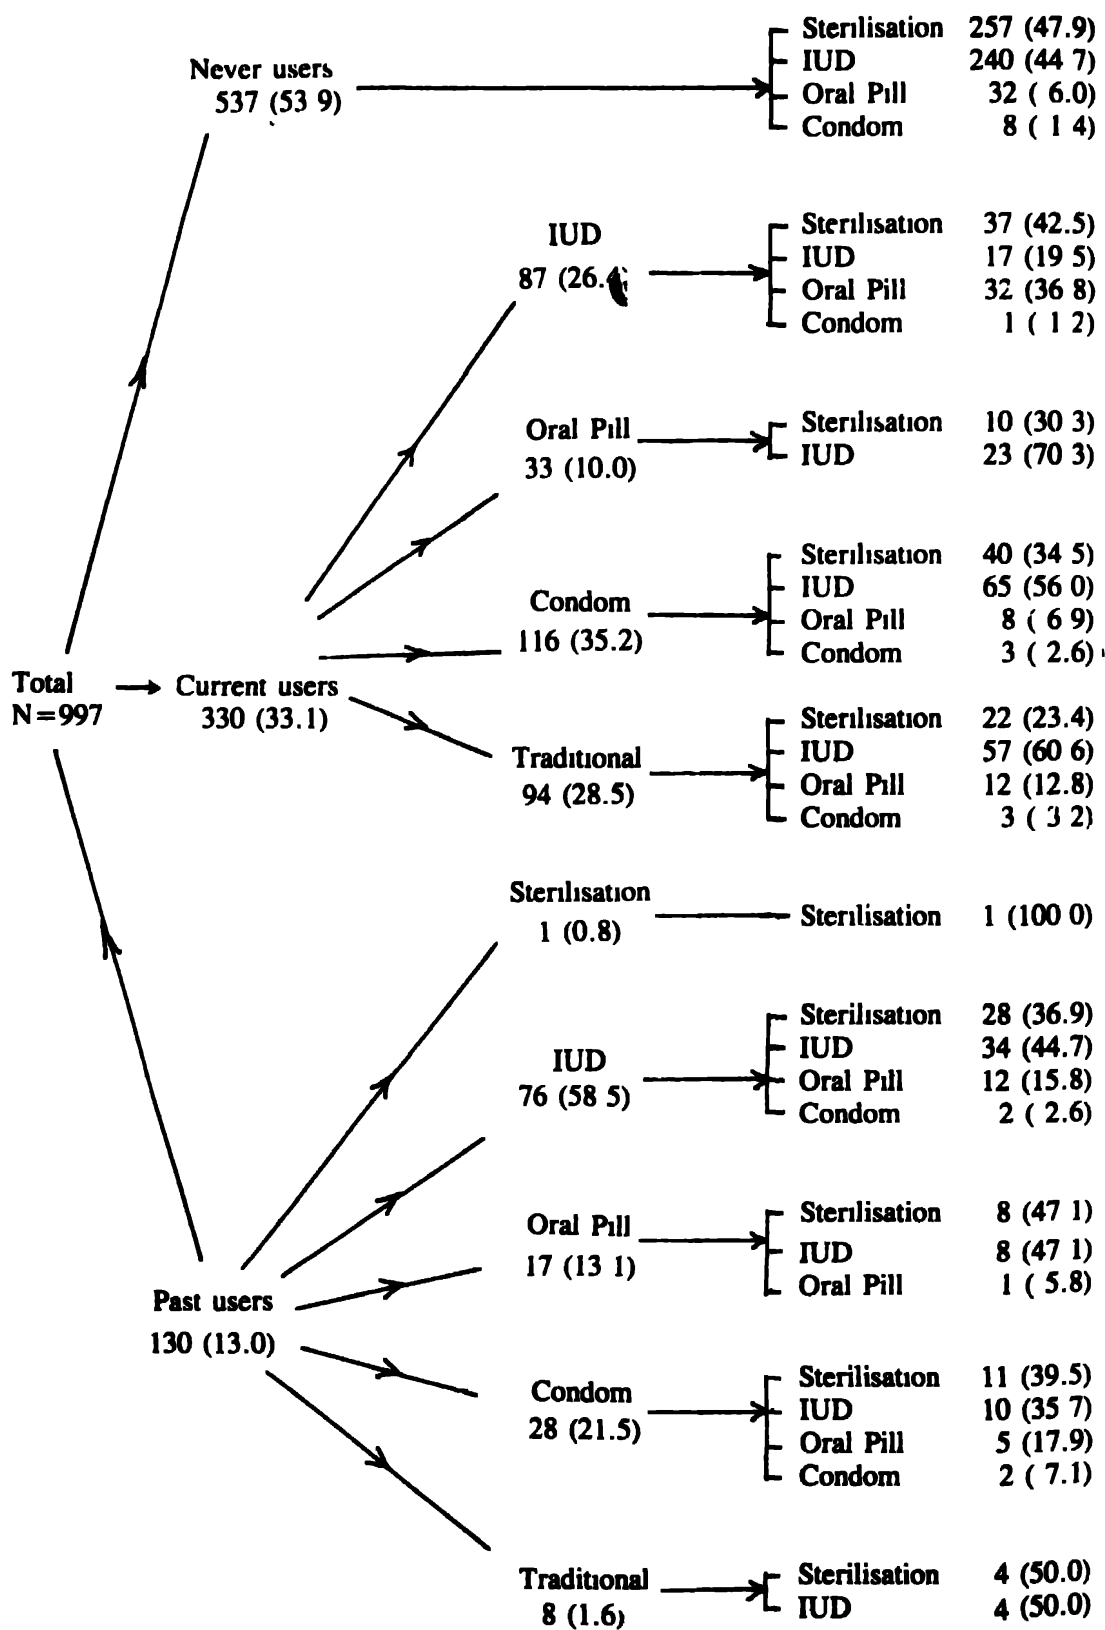 Sterilisation 257 (47.9)
IUD 240 (44 7)
Oral Pill 32 ( 6.0)
Condom 8 ( 1 4)
Never users
537 (53 9)
IUD
87 (26.4)
Sterilisation 37 (42.5)
IUD 17 (19 5)
Oral Pill 32 (36 8)
Condom 1 ( 1 2)
Oral Pill
33 (10.0)
Sterilisation 10 (30 3)
IUD 23 (70 3)
Condom
116 (35.2)
Sterilisation 40 (34 5)
IUD 65 (56 0)
Oral Pill 8 ( 6 9)
Condom 3 ( 2.6)
Total
N=997
Current users
330 (33.1)
Traditional
94 (28.5)
Sterilisation 22 (23.4)
IUD 57 (60 6)
Oral Pill 12 (12.8)
Condom 3 ( 3 2)
Sterilisation
1 (0.8)
Sterilisation 1 (100 0)
IUD
76 (58 5)
Sterilisation 28 (36.9)
IUD 34 (44.7)
Oral Pill 12 (15.8)
Condom 2 ( 2.6)
Oral Pill
17 (13 1)
Sterilisation 8 (47 1)
IUD 8 (47 1)
Oral Pill 1 ( 5.8)
Past users
130 (13.0)
Condom
28 (21.5)
Sterilisation 11 (39.5)
IUD 10 (35 7)
Oral Pill 5 (17.9)
Condom 2 ( 7.1)
Traditional
8 (1.6)
Sterilisation 4 (50.0)
IUD 4 (50.0)